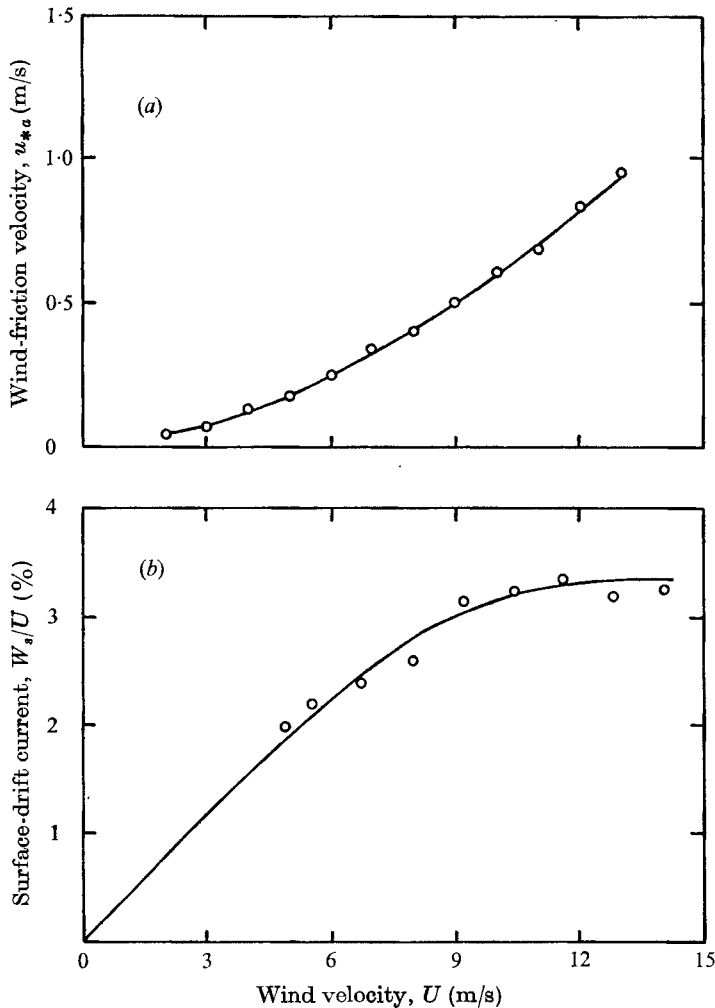 1·5
1·0
0·5
0
(a)
Wind-friction velocity, u*a (m/s)
4
3
2
1
(b)
Surface-drift current, Ws/U (%)
0 3 6 9 12 15
Wind velocity, U (m/s)